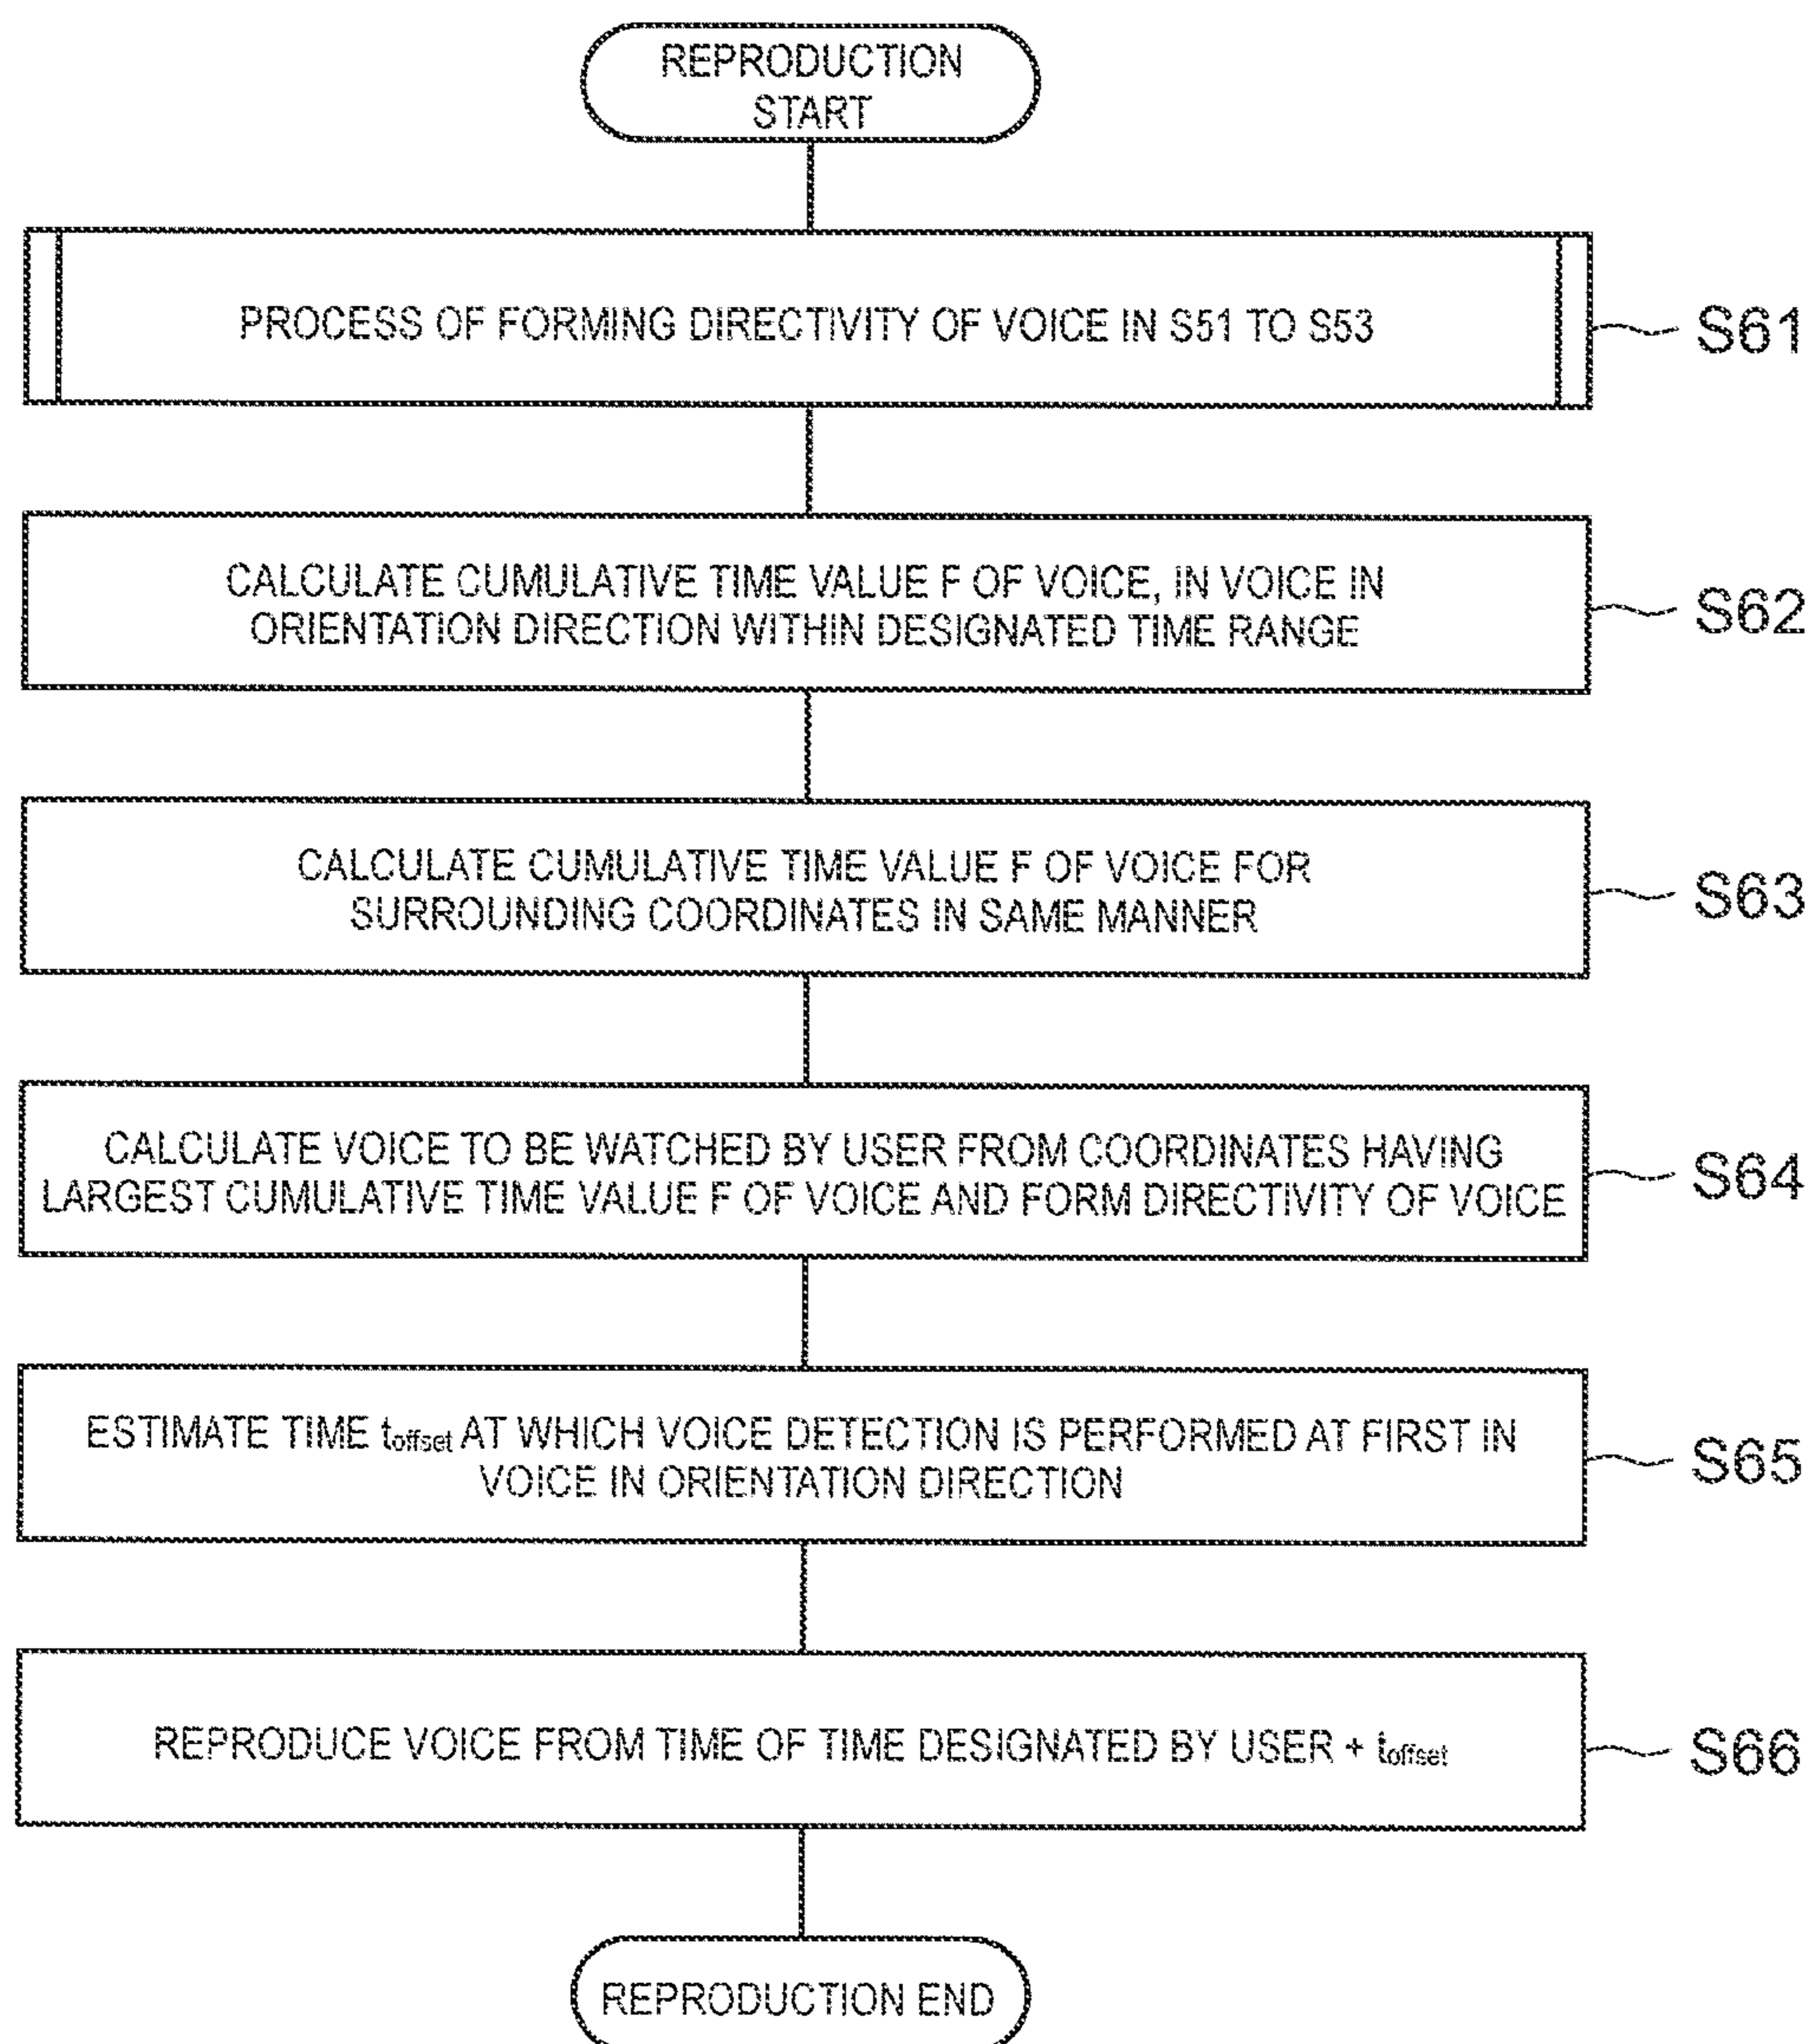 REPRODUCTION
START
PROCESS OF FORMING DIRECTIVITY OF VOICE IN S51 TO S53
S61
CALCULATE CUMULATIVE TIME VALUE F OF VOICE, IN VOICE IN
ORIENTATION DIRECTION WITHIN DESIGNATED TIME RANGE
S62
CALCULATE CUMULATIVE TIME VALUE F OF VOICE FOR
SURROUNDING COORDINATES IN SAME MANNER
S63
CALCULATE VOICE TO BE WATCHED BY USER FROM COORDINATES HAVING
LARGEST CUMULATIVE TIME VALUE F OF VOICE AND FORM DIRECTIVITY OF VOICE
S64
ESTIMATE TIME toffset AT WHICH VOICE DETECTION IS PERFORMED AT FIRST IN
VOICE IN ORIENTATION DIRECTION
S65
REPRODUCE VOICE FROM TIME OF TIME DESIGNATED BY USER + toffset
S66
REPRODUCTION END